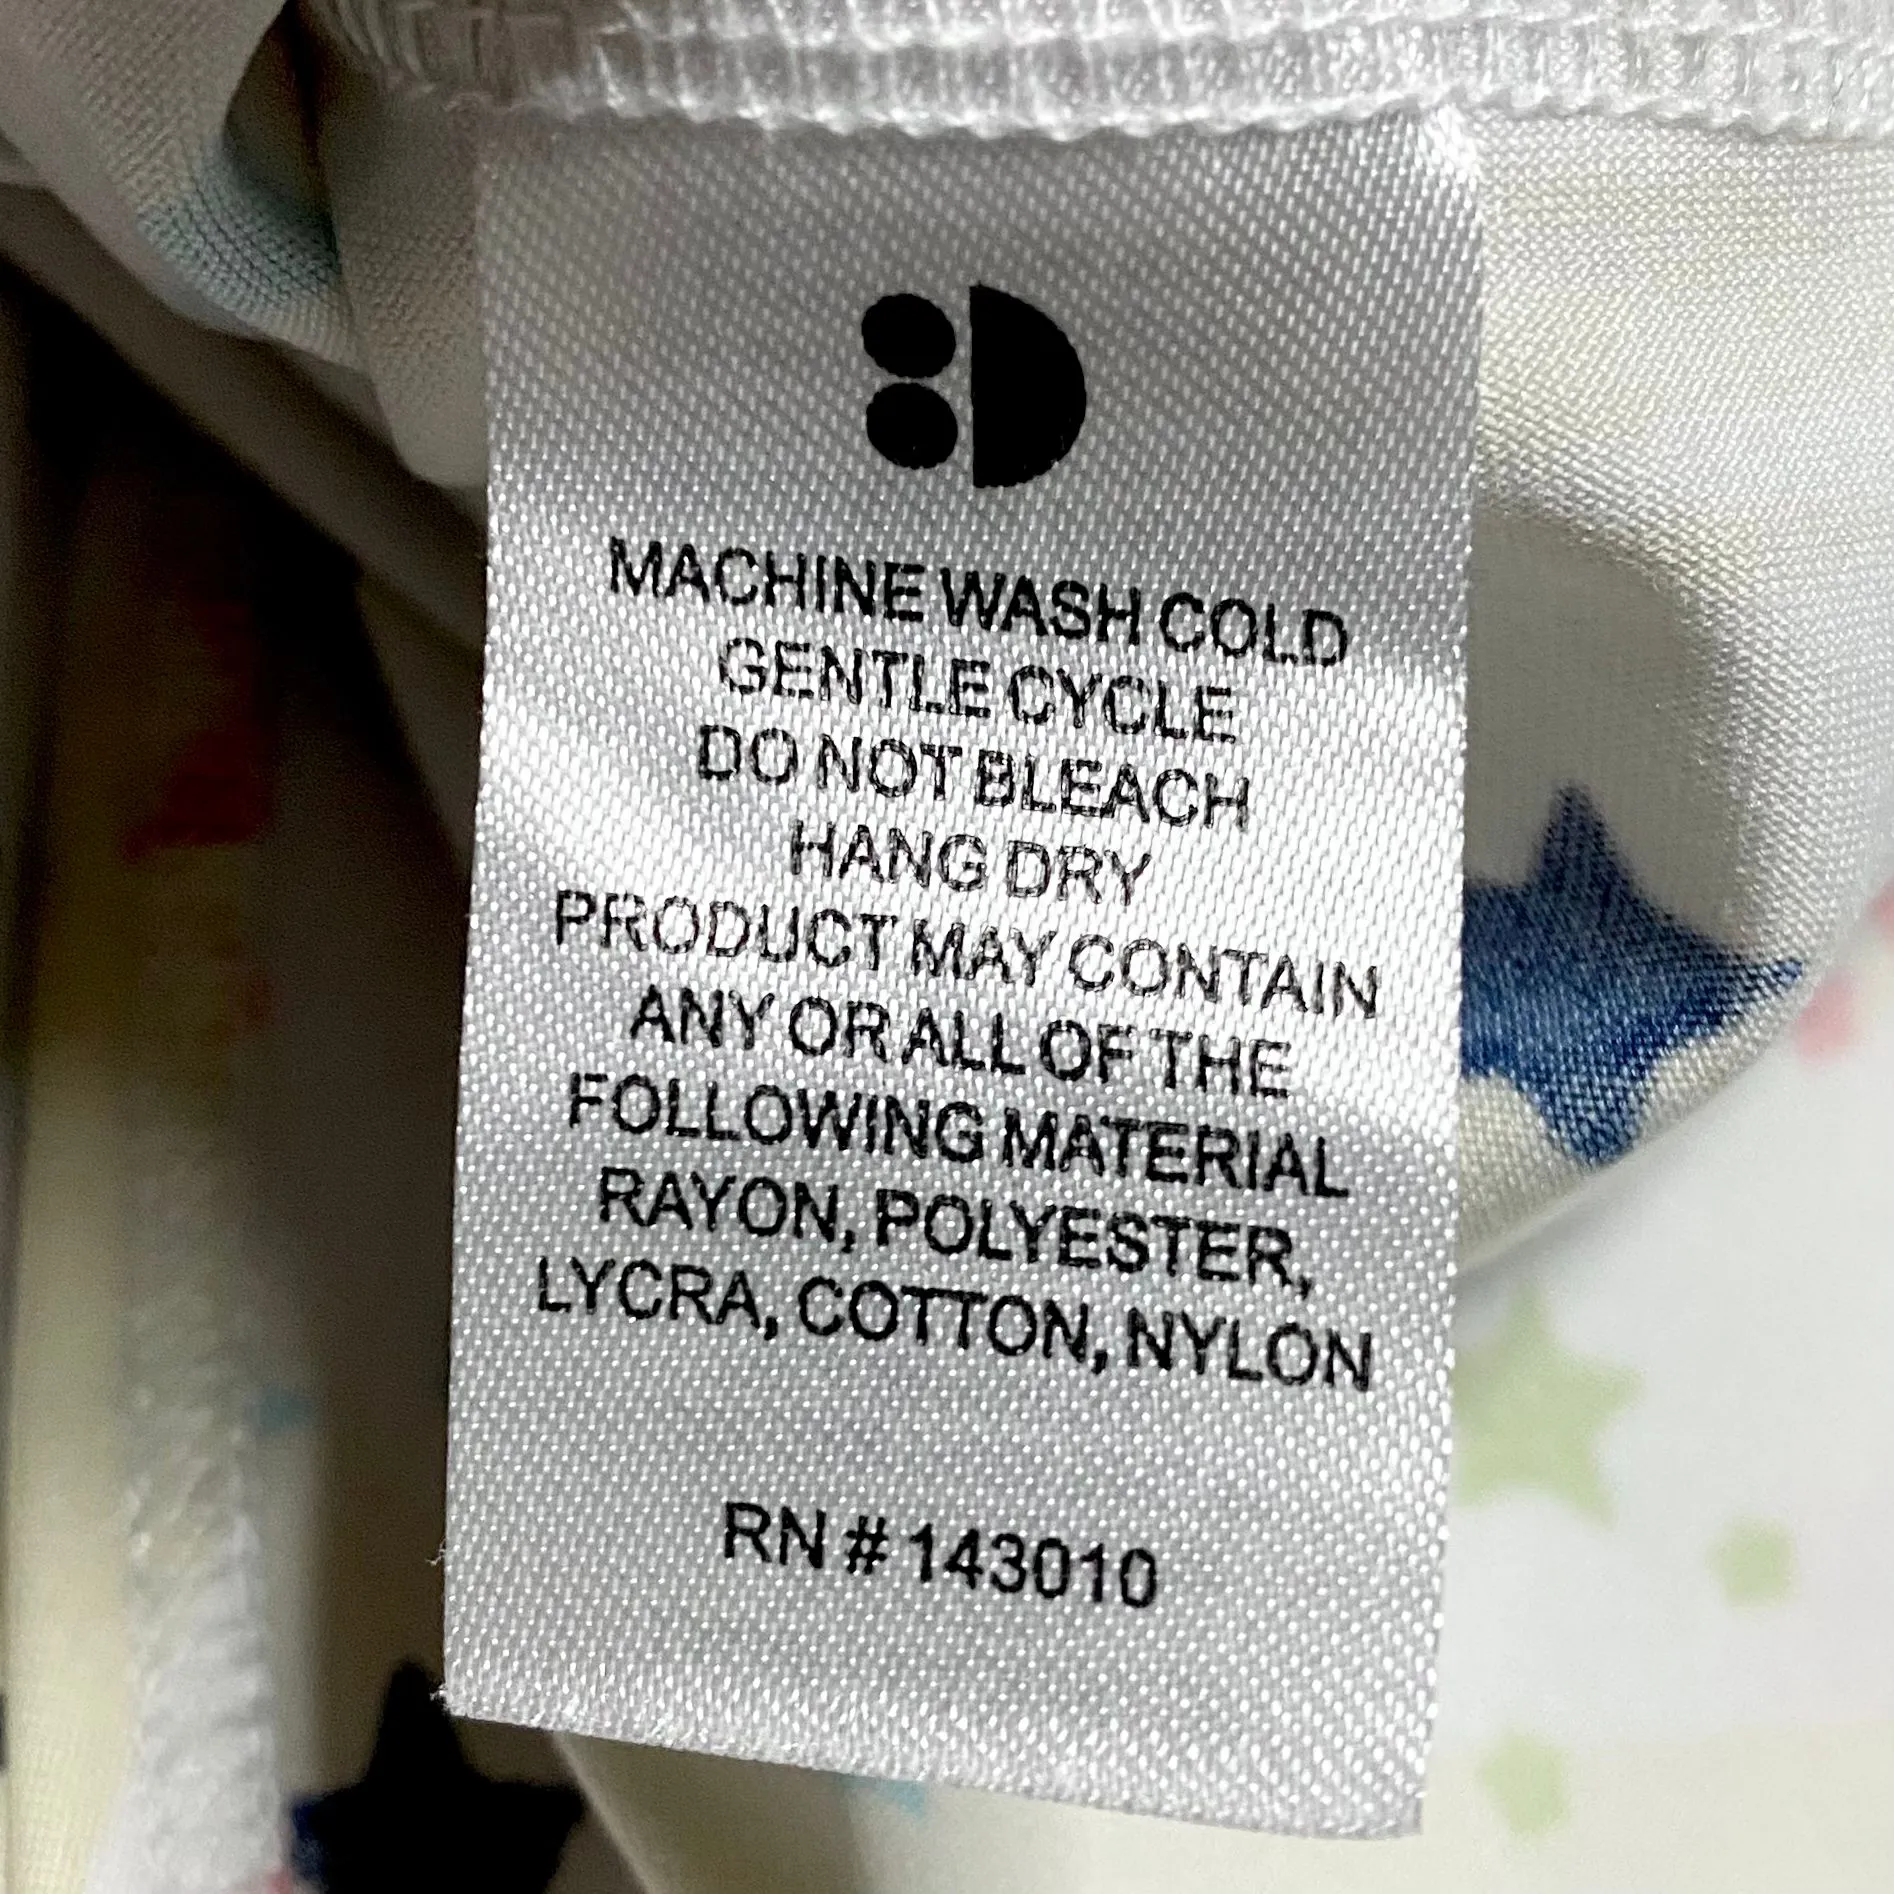 MACHINE WASH COLD
GENTLE CYCLE
DO NOT BLEACH
HANG DRY
PRODUCT MAY CONTAIN
ANY OR ALL OF THE
FOLLOWING MATERIAL
RAYON, POLYESTER,
LYCRA, COTTON, NYLON
RN # 143010